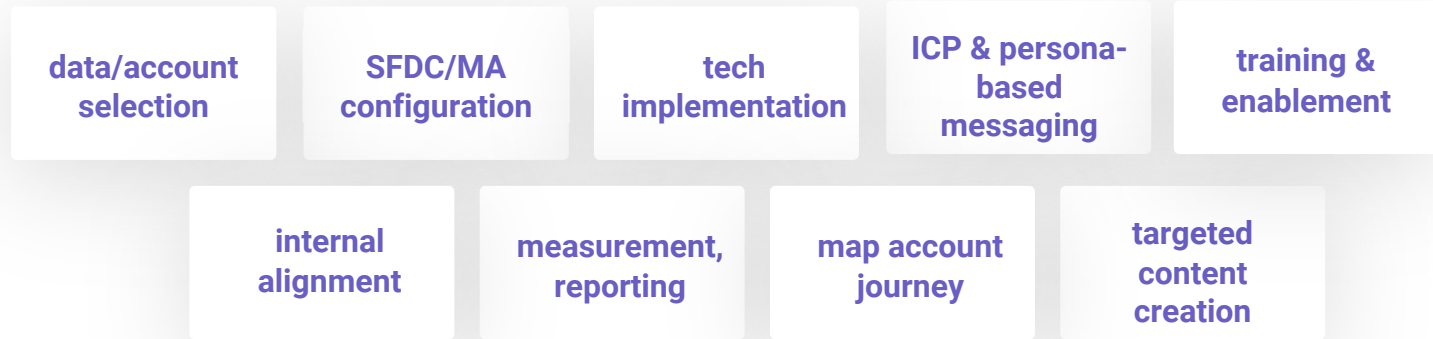 data/account
selection
SFDC/MA
configuration
tech
implementation
ICP & persona-
based
messaging
training &
enablement
internal
alignment
measurement,
reporting
map account
journey
targeted
content
creation